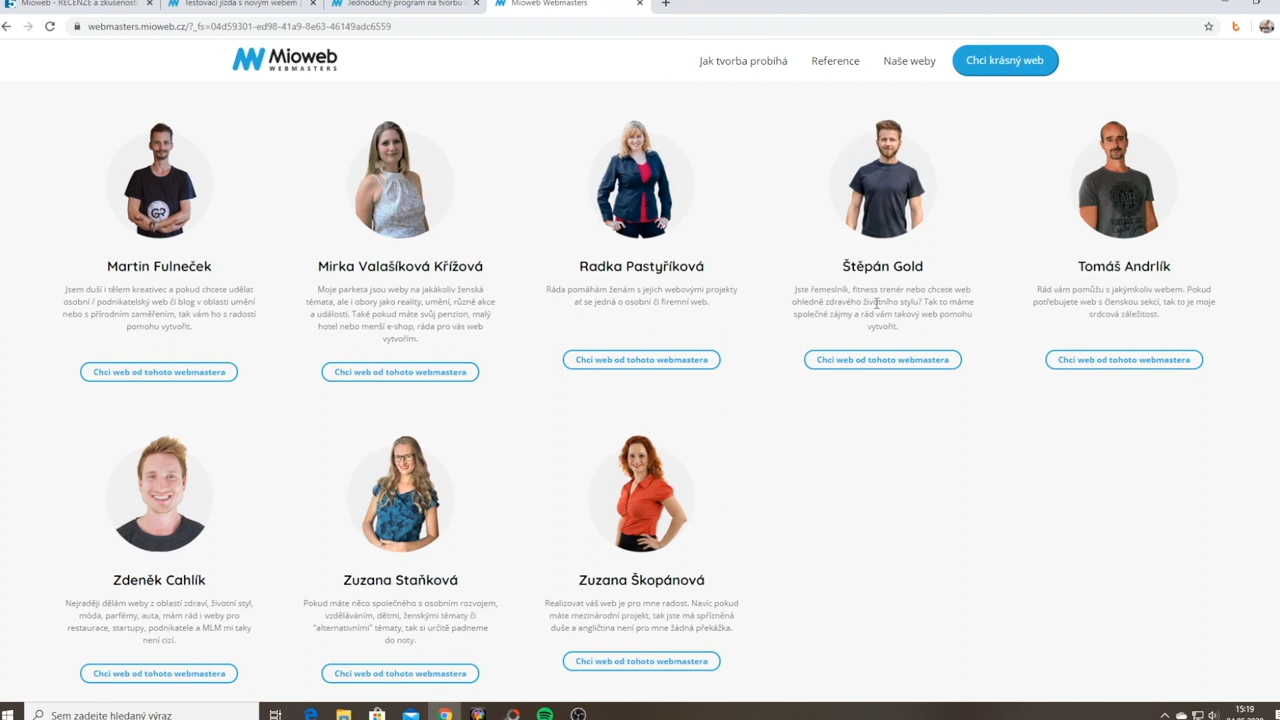 Mioweb - RECENZE a zkušenosti
Testovací jízda s novým webem
Jednoduchý program na tvorbu
Mioweb Webmasters
webmasters.mioweb.cz/?_fs=04d59301-ed98-41a9-8e63-46149adc6559
Mioweb
WEBMASTERS
Jak tvorba probíhá
Reference
Naše weby
Chci krásný web
Martin Fulneček
Jsem duší i tělem kreativec a pokud chcete udělat
osobní / podnikatelský web či blog v oblasti umění
nebo s přírodním zaměřením, tak vám ho s radostí
pomohu vytvořit.
Chci web od tohoto webmastera
Mirka Valašíková Křížová
Moje parketa jsou weby na jakákoliv ženská
témata, ale i obory jako reality, umění, různé akce
a události. Také pokud máte svůj penzion, malý
hotel nebo menší e-shop, ráda pro vás web
vytvořím.
Chci web od tohoto webmastera
Radka Pastyříková
Ráda pomáhám ženám s jejich webovými projekty
ať se jedná o osobní či firemní web.
Chci web od tohoto webmastera
Štěpán Gold
Jste řemeslník, fitness trenér nebo chcete web
ohledně zdravého životního stylu? Tak to máme
společné zájmy a rád vám takový web pomohu
vytvořit.
Chci web od tohoto webmastera
Tomáš Andrlík
Rád vám pomůžu s jakýmkoliv webem. Pokud
potřebujete web s členskou sekcí, tak to je moje
srdcová záležitost.
Chci web od tohoto webmastera
Zdeněk Cahlík
Nejraději dělám weby z oblastí zdraví, životní styl,
móda, parfémy, auta, mám rád i weby pro
restaurace, startupy, podnikatele a MLM mi taky
není cizí.
Chci web od tohoto webmastera
Zuzana Staňková
Pokud máte něco společného s osobním rozvojem,
vzděláváním, dětmi, ženskými tématy či
"alternativními" tématy, tak si určitě padneme
do noty.
Chci web od tohoto webmastera
Zuzana Škopánová
Realizovat váš web je pro mne radost. Navíc pokud
máte mezinárodní projekt, tak jste má spřízněná
duše a angličtina není pro mne žádná překážka.
Chci web od tohoto webmastera
Sem zadejte hledaný výraz
15:19